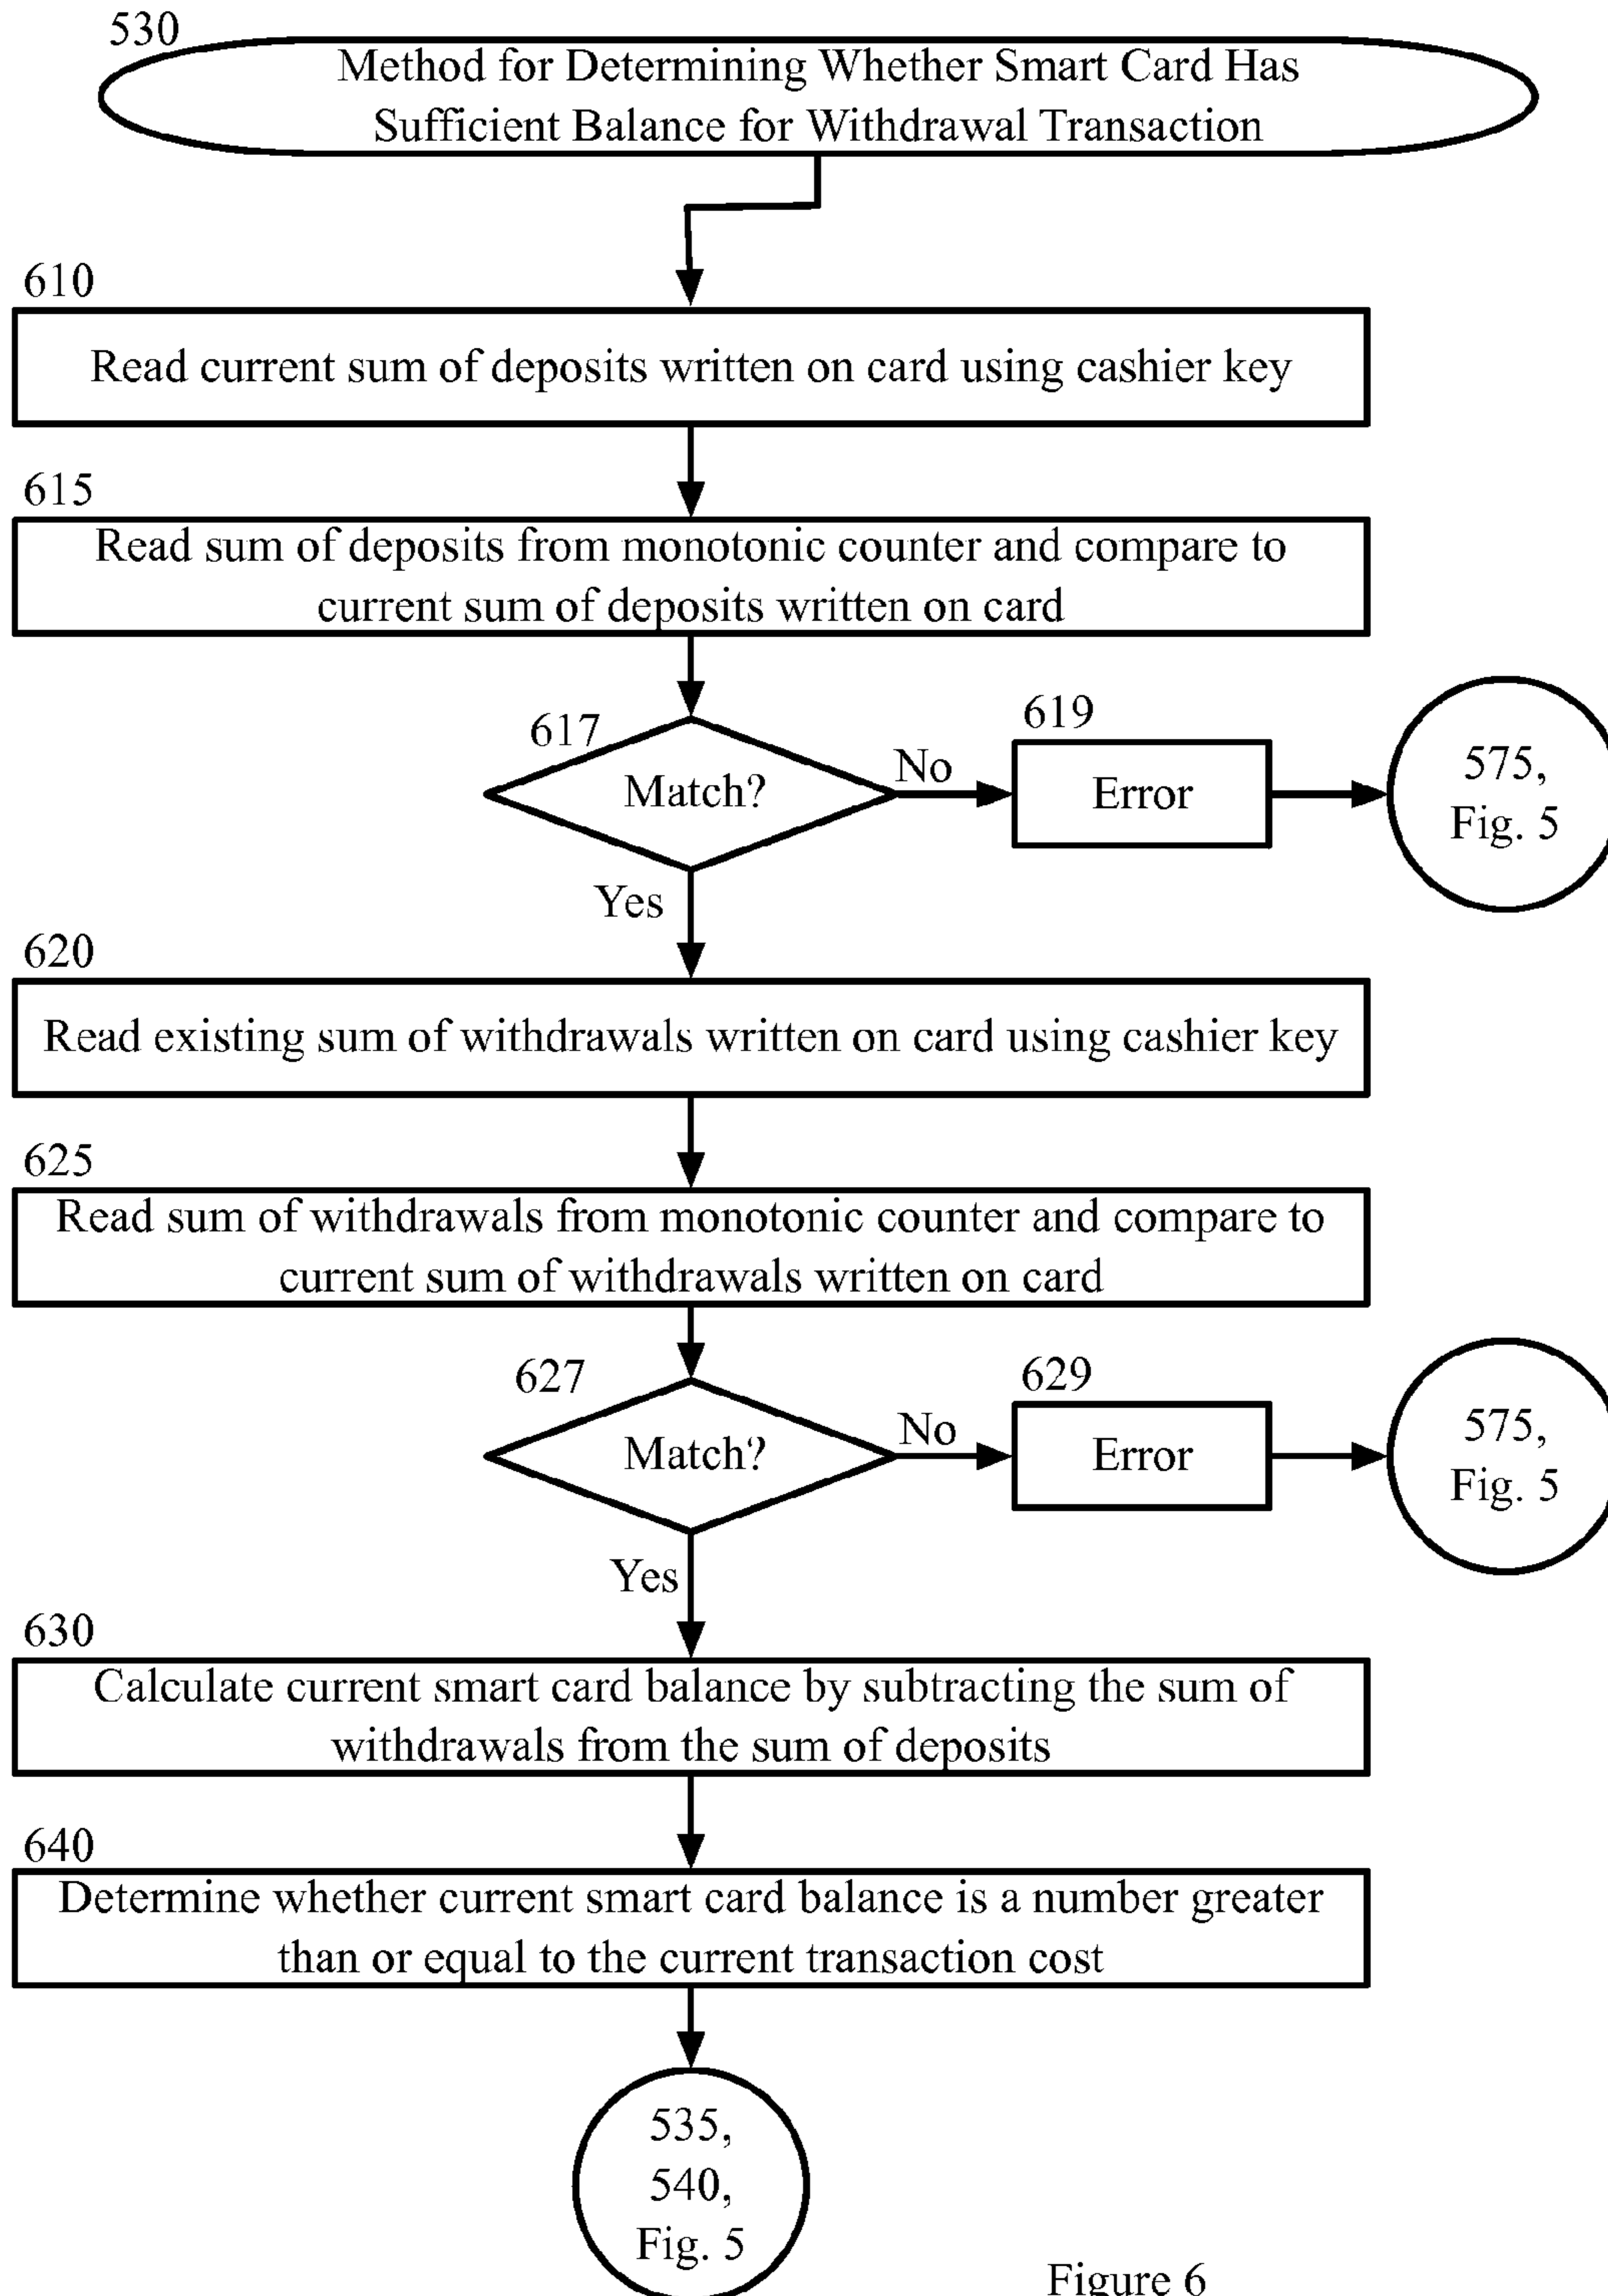 530
Method for Determining Whether Smart Card Has
Sufficient Balance for Withdrawal Transaction
610
Read current sum of deposits written on card using cashier key
615
Read sum of deposits from monotonic counter and compare to
current sum of deposits written on card
617
Match?
No
619
Error
575,
Fig. 5
Yes
620
Read existing sum of withdrawals written on card using cashier key
625
Read sum of withdrawals from monotonic counter and compare to
current sum of withdrawals written on card
627
Match?
No
629
Error
575,
Fig. 5
Yes
630
Calculate current smart card balance by subtracting the sum of
withdrawals from the sum of deposits
640
Determine whether current smart card balance is a number greater
than or equal to the current transaction cost
535,
540,
Fig. 5
Figure 6